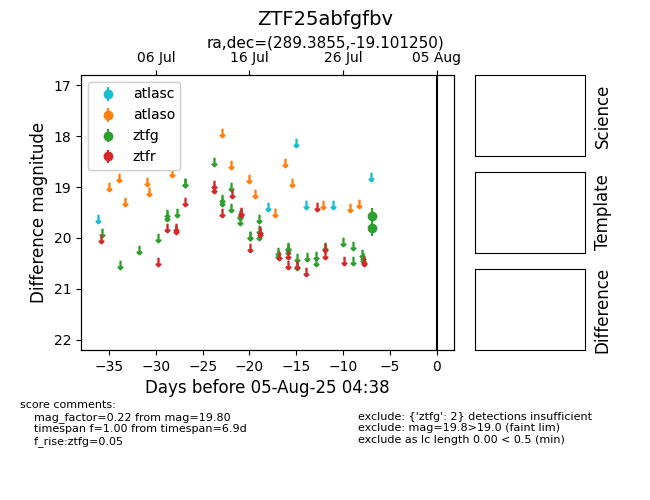 ZTF25abfgfbv
ra,dec=(289.3855,-19.101250)
06 Jul 16 Jul 26 Jul 05 Aug
17
18
19
20
21
22
Difference magnitude
atlasc
atlaso
ztfg
ztfr
−35 −30 −25 −20 −15 −10 −5 0
Days before 05-Aug-25 04:38
Science
Template
Difference
score comments:
mag_factor=0.22 from mag=19.80
timespan f=1.00 from timespan=6.9d
f_rise:ztfg=0.05
exclude: {'ztfg': 2} detections insufficient
exclude: mag=19.8>19.0 (faint lim)
exclude as lc length 0.00 < 0.5 (min)